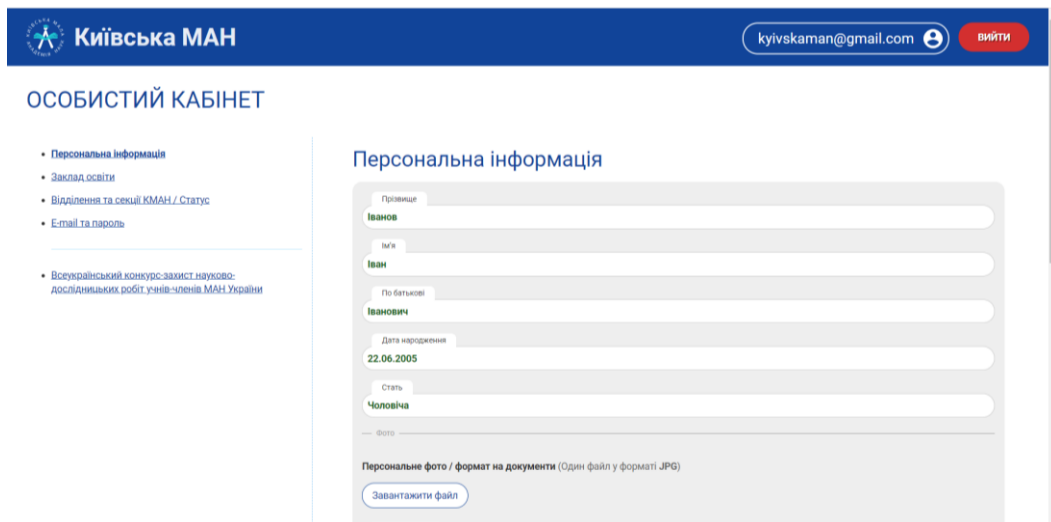 Київська МАН
kyivskaman@gmail.com
ВИЙТИ
ОСОБИСТИЙ КАБІНЕТ
Персональна інформація
Заклад освіти
Відділення та секції КМАН / Статус
E-mail та пароль
Всеукраїнський конкурс-захист науково-
дослідницьких робіт учнів-членів МАН України
Персональна інформація
Прізвище
Іванов
Ім'я
Іван
По батькові
Іванович
Дата народження
22.06.2005
Стать
Чоловіча
Фото
Персональне фото / формат на документи (Один файл у форматі JPG)
Завантажити файл